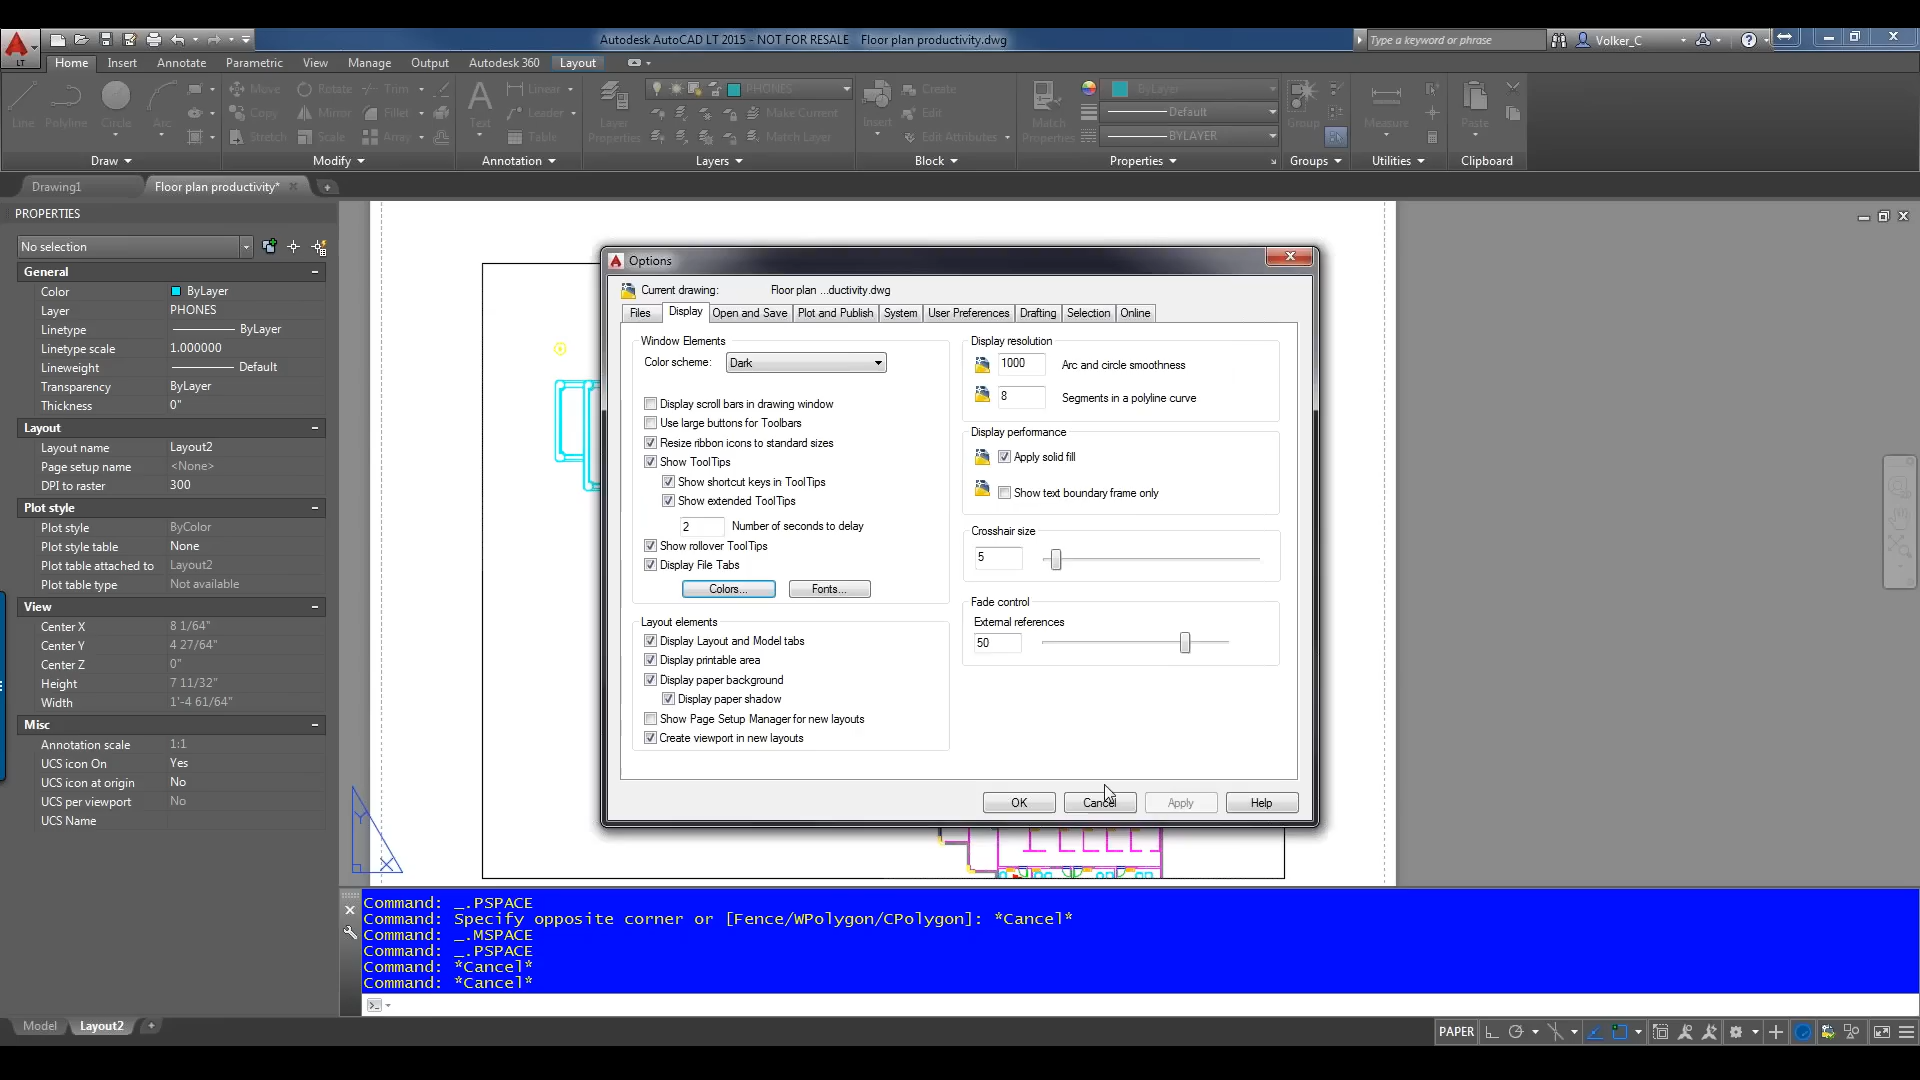 Autodesk AutoCAD LT 2015 - NOT FOR RESALE Floor plan productivity.dwg
Type a keyword or phrase
Volker_C
LT
Home Insert Annotate Parametric View Manage Output Autodesk 360 Layout
Line Polyline Circle Arc
Move Rotate Trim
Copy Mirror Fillet
Stretch Scale Array
Text Linear
Leader
Table
Layer Properties
PHONES
Make Current
Match Layer
Insert
Create
Edit
Edit Attributes
Match Properties
ByLayer
Default
BYLAYER
Group
Measure
Paste
Draw Modify Annotation Layers Block Properties Groups Utilities Clipboard
Drawing1 Floor plan productivity*
PROPERTIES
No selection
General
Color ByLayer
Layer PHONES
Linetype ByLayer
Linetype scale 1.000000
Lineweight Default
Transparency ByLayer
Thickness 0"
Layout
Layout name Layout2
Page setup name <None>
DPI to raster 300
Plot style
Plot style ByColor
Plot style table None
Plot table attached to Layout2
Plot table type Not available
View
Center X 8 1/64"
Center Y 4 27/64"
Center Z 0"
Height 7 11/32"
Width 1'-4 61/64"
Misc
Annotation scale 1:1
UCS icon On Yes
UCS icon at origin No
UCS per viewport No
UCS Name
Options
Current drawing: Floor plan ...ductivity.dwg
Files Display Open and Save Plot and Publish System User Preferences Drafting Selection Online
Window Elements
Color scheme: Dark
Display scroll bars in drawing window
Use large buttons for Toolbars
Resize ribbon icons to standard sizes
Show ToolTips
Show shortcut keys in ToolTips
Show extended ToolTips
2 Number of seconds to delay
Show rollover ToolTips
Display File Tabs
Colors... Fonts...
Layout elements
Display Layout and Model tabs
Display printable area
Display paper background
Display paper shadow
Show Page Setup Manager for new layouts
Create viewport in new layouts
Display resolution
1000 Arc and circle smoothness
8 Segments in a polyline curve
Display performance
Apply solid fill
Show text boundary frame only
Crosshair size
5
Fade control
External references
50
OK Cancel Apply Help
Y
X
Command: _.PSPACE
Command: Specify opposite corner or [Fence/WPolygon/CPolygon]: *Cancel*
Command: _.MSPACE
Command: _.PSPACE
Command: *Cancel*
Command: *Cancel*
Model Layout2
PAPER